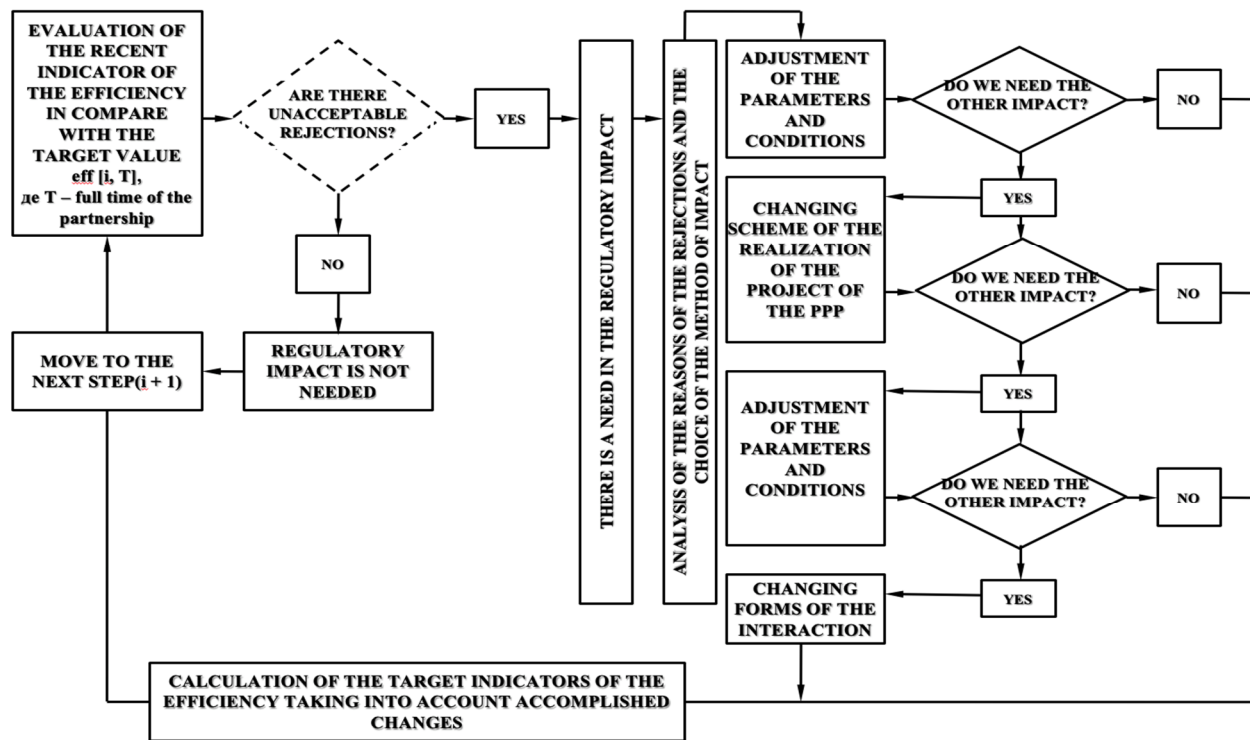 EVALUATION OF
THE RECENT
INDICATOR OF
THE EFFICIENCY
IN COMPARE
WITH THE
TARGET VALUE
eff [i, T],
де T – full time of the
partnership
ARE THERE
UNACCEPTABLE
REJECTIONS?
YES
NO
REGULATORY
IMPACT IS NOT
NEEDED
MOVE TO THE
NEXT STEP(i + 1)
THERE IS A NEED IN THE REGULATORY IMPACT
ANALYSIS OF THE REASONS OF THE REJECTIONS AND THE
CHOICE OF THE METHOD OF IMPACT
ADJUSTMENT
OF THE
PARAMETERS
AND
CONDITIONS
DO WE NEED THE
OTHER IMPACT?
NO
YES
CHANGING
SCHEME OF THE
REALIZATION
OF THE
PROJECT OF
THE PPP
DO WE NEED THE
OTHER IMPACT?
NO
YES
ADJUSTMENT
OF THE
PARAMETERS
AND
CONDITIONS
DO WE NEED THE
OTHER IMPACT?
NO
YES
CHANGING
FORMS OF THE
INTERACTION
CALCULATION OF THE TARGET INDICATORS OF THE
EFFICIENCY TAKING INTO ACCOUNT ACCOMPLISHED
CHANGES